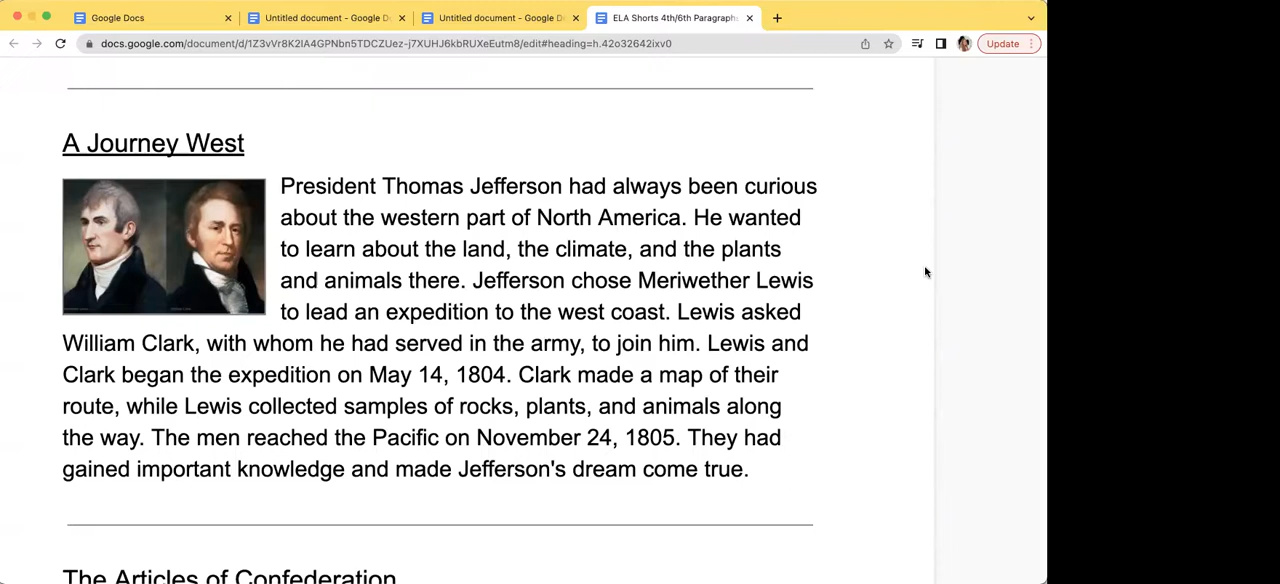 Google Docs
Untitled document - Google D
Untitled document - Google D
ELA Shorts 4th/6th Paragraph
docs.google.com/document/d/1Z3vVr8K2IA4GPNbn5TDCZUez-j7XUHJ6kbRUXeEutm8/edit#heading=h.42o32642ixv0
Update
A Journey West
President Thomas Jefferson had always been curious
about the western part of North America. He wanted
to learn about the land, the climate, and the plants
and animals there. Jefferson chose Meriwether Lewis
to lead an expedition to the west coast. Lewis asked
William Clark, with whom he had served in the army, to join him. Lewis and
Clark began the expedition on May 14, 1804. Clark made a map of their
route, while Lewis collected samples of rocks, plants, and animals along
the way. The men reached the Pacific on November 24, 1805. They had
gained important knowledge and made Jefferson's dream come true.
The Articles of Confederation